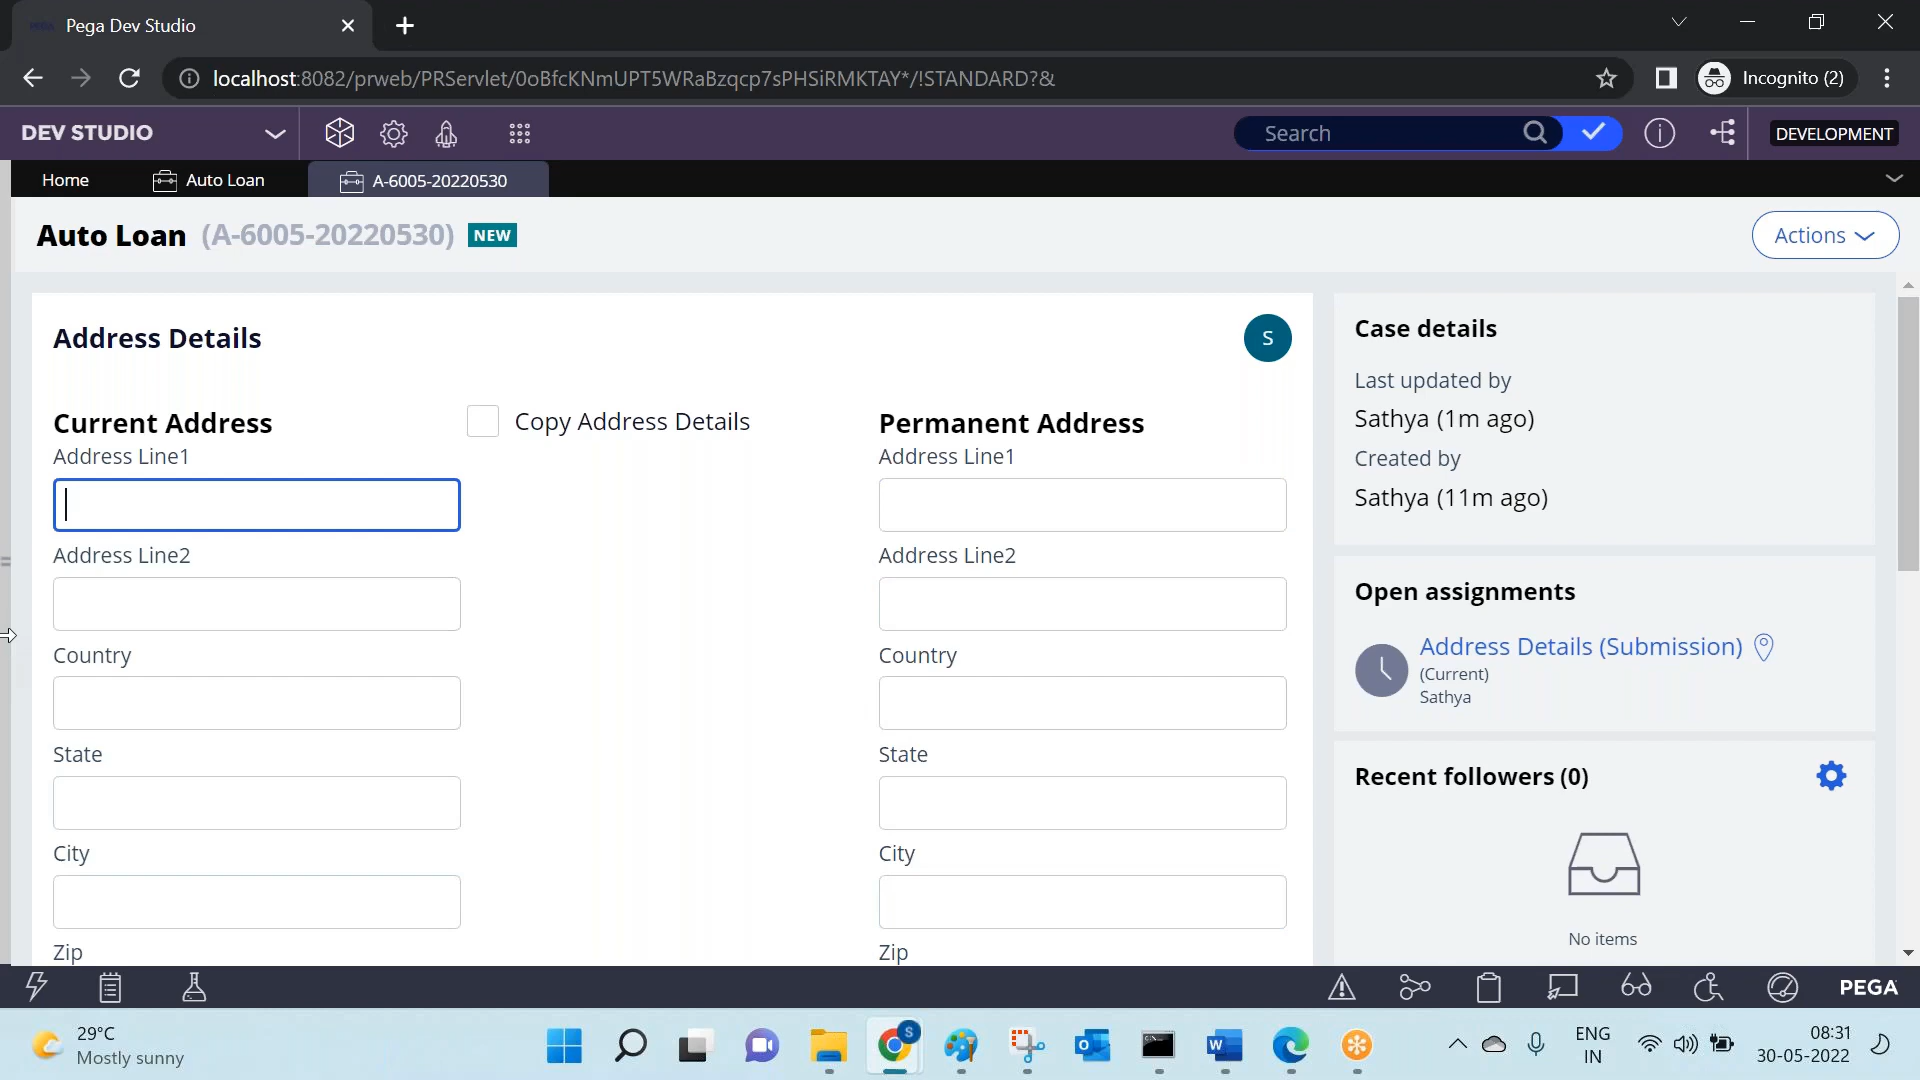 Pega Dev Studio
localhost:8082/prweb/PRServlet/0oBfcKNmUPT5WRaBzqcp7sPHSiRMKTAY*/!STANDARD?&
Incognito (2)
DEV STUDIO
Search
DEVELOPMENT
Home
Auto Loan
A-6005-20220530
Auto Loan (A-6005-20220530) NEW
Actions
Address Details
S
Current Address
Copy Address Details
Permanent Address
Address Line1
Address Line1
Address Line2
Address Line2
Country
Country
State
State
City
City
Zip
Zip
Case details
Last updated by
Sathya (1m ago)
Created by
Sathya (11m ago)
Open assignments
Address Details (Submission)
(Current)
Sathya
Recent followers (0)
No items
PEGA
29°C
Mostly sunny
S
ENG
IN
08:31
30-05-2022